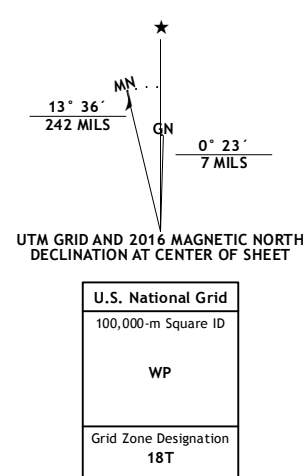 ★
MN
13° 36´
242 MILS
GN
0° 23´
7 MILS
UTM GRID AND 2016 MAGNETIC NORTH
DECLINATION AT CENTER OF SHEET
U.S. National Grid
100,000-m Square ID
WP
Grid Zone Designation
18T